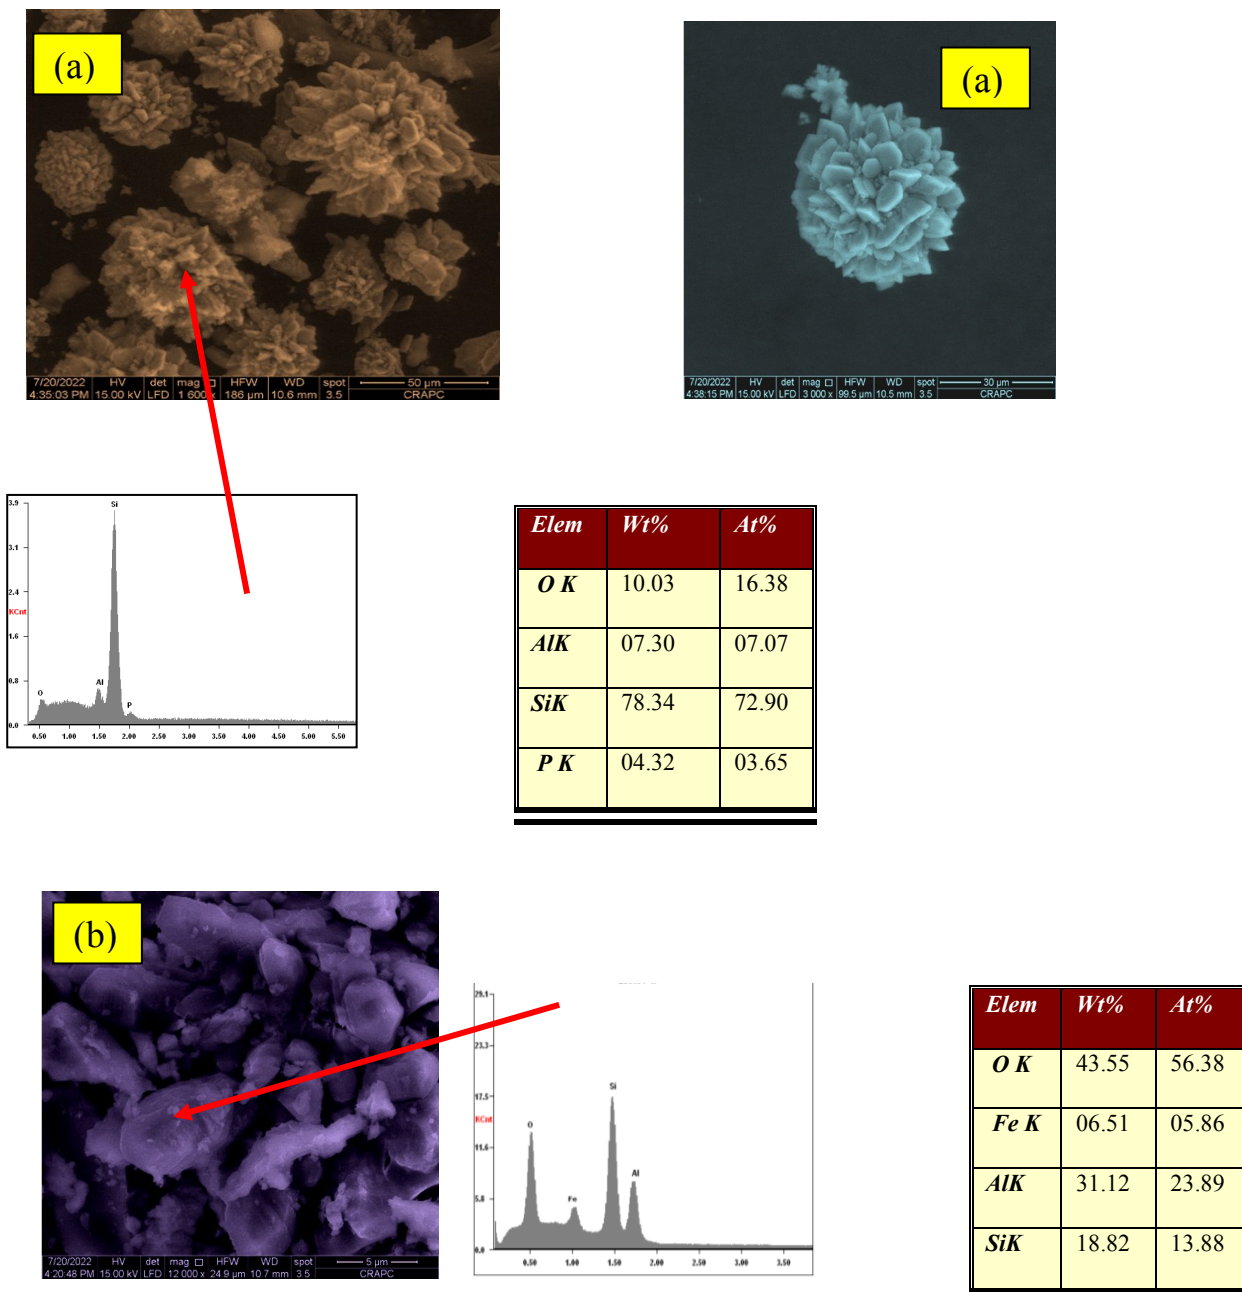 (a)
7/20/2022 HV det mag □ HFW WD spot 50 µm
4:35:03 PM 15.00 kV LFD 1 600 x 186 µm 10.6 mm 3.5 CRAPC
(a)
7/20/2022 HV det mag □ HFW WD spot 30 µm
4:38:15 PM 15.00 kV LFD 3 000 x 99.5 µm 10.5 mm 3.5 CRAPC
3.9
3.1
2.4
KCnt
1.6
0.8
0.0
Si
O
Al
P
0.50 1.00 1.50 2.00 2.50 3.00 3.50 4.00 4.50 5.00 5.50
Elem Wt% At%
O K 10.03 16.38
AlK 07.30 07.07
SiK 78.34 72.90
P K 04.32 03.65
(b)
7/20/2022 HV det mag □ HFW WD spot 5 µm
4:20:48 PM 15.00 kV LFD 12 000 x 24.9 µm 10.7 mm 3.5 CRAPC
29.1
23.3
17.5
KCnt
11.6
5.8
0.0
O
Fe
Si
Al
0.50 1.00 1.50 2.00 2.50 3.00 3.50
Elem Wt% At%
O K 43.55 56.38
Fe K 06.51 05.86
AlK 31.12 23.89
SiK 18.82 13.88